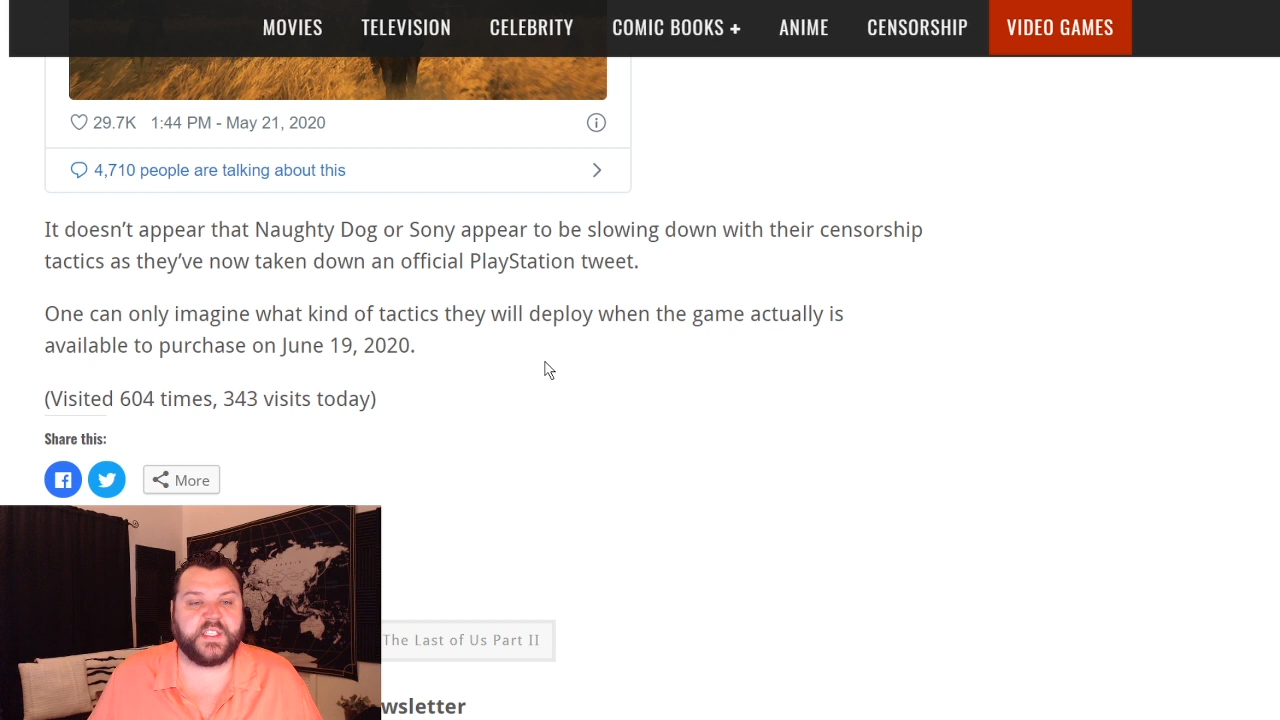 MOVIES TELEVISION CELEBRITY COMIC BOOKS + ANIME CENSORSHIP VIDEO GAMES
29.7K 1:44 PM - May 21, 2020
4,710 people are talking about this
It doesn’t appear that Naughty Dog or Sony appear to be slowing down with their censorship
tactics as they’ve now taken down an official PlayStation tweet.
One can only imagine what kind of tactics they will deploy when the game actually is
available to purchase on June 19, 2020.
(Visited 604 times, 343 visits today)
Share this:
More
The Last of Us Part II
wsletter